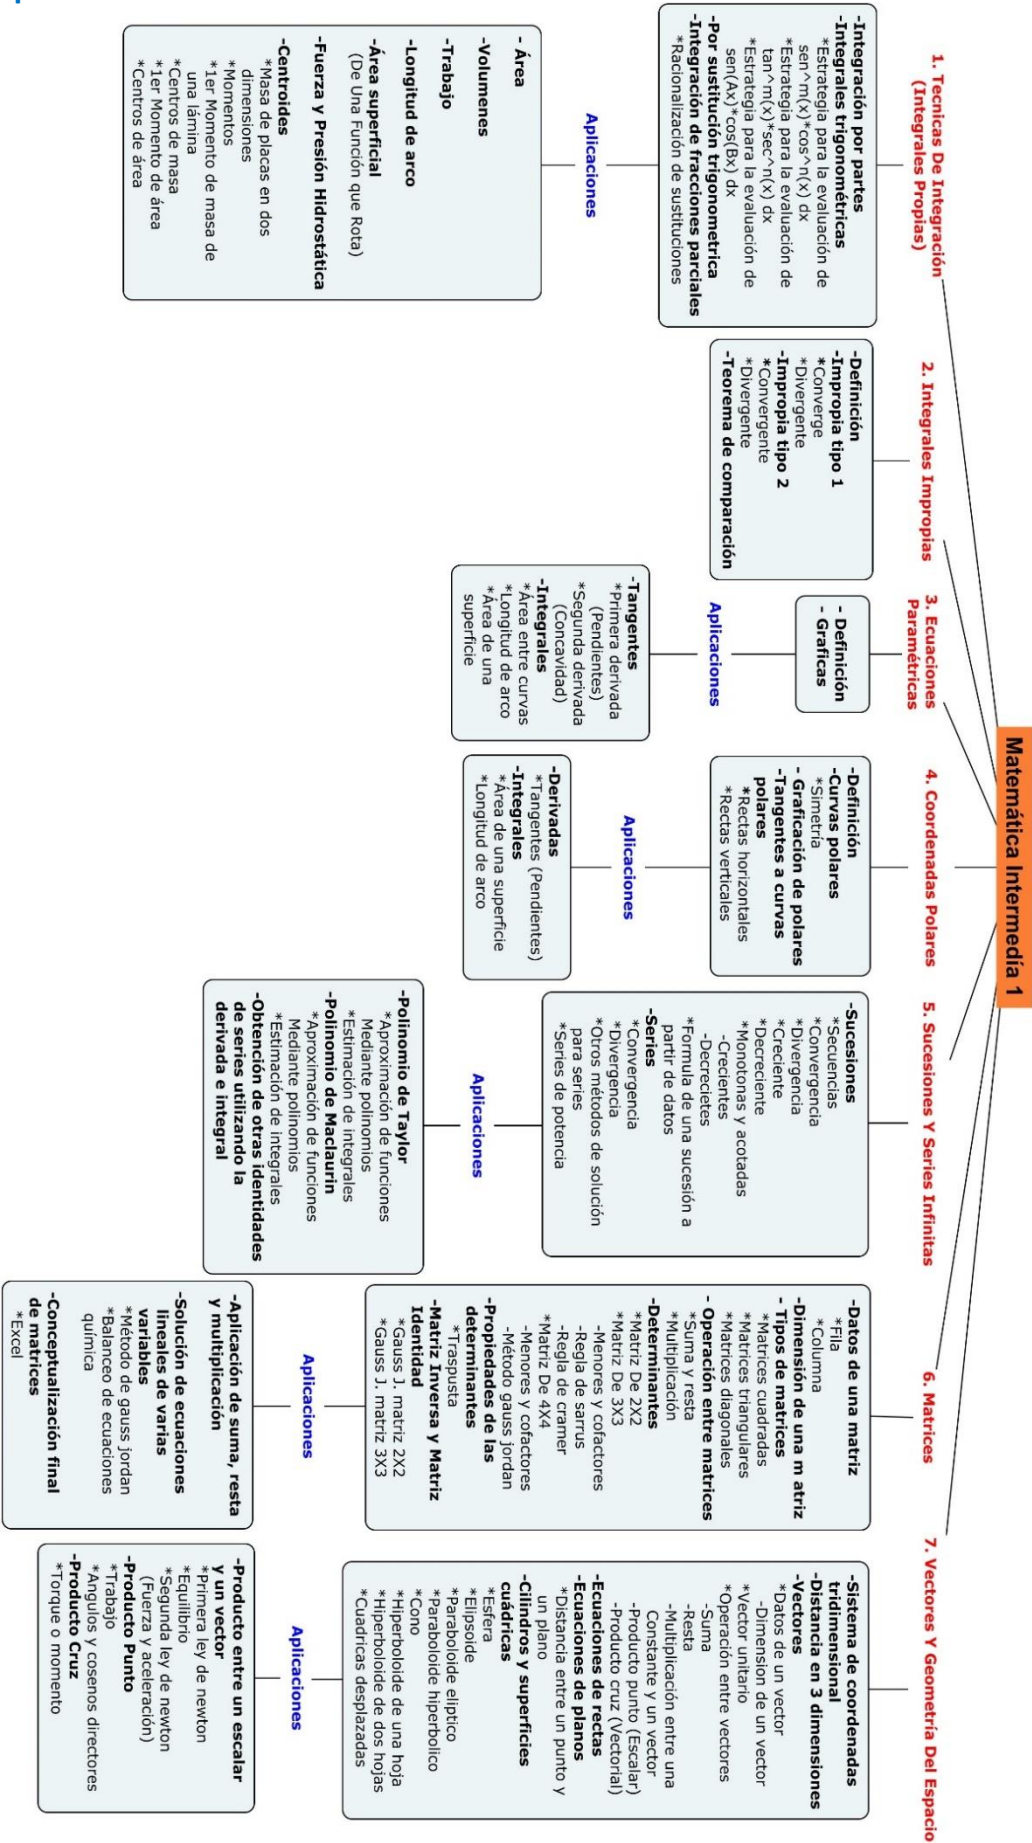 Matemática Intermedía 1
1. Tecnicas De Integración
(Integrales Propias)
-Integración por partes
-Integrales trigonométricas
*Estrategia para la evaluación de
sen^m(x)*cos^n(x) dx
*Estrategia para la evaluación de
tan^m(x)*sec^n(x) dx
*Estrategia para la evaluación de
sen(Ax)*cos(Bx) dx
-Por sustitución trigonometrica
-Integración de fracciones parciales
*Racionalización de sustituciones
Aplicaciones
- Área
-Volumenes
-Trabajo
-Longitud de arco
-Área superficial
(De Una Función que Rota)
-Fuerza y Presión Hidrostática
-Centroides
*Masa de placas en dos
dimensiones
*Momentos
*1er Momento de masa de
una lámina
*Centros de masa
*1er Momento de área
*Centros de área
2. Integrales Impropias
-Definición
-Impropia tipo 1
*Converge
*Divergente
-Impropia tipo 2
*Convergente
*Divergente
-Teorema de comparación
3. Ecuaciones
Paramétricas
- Definición
- Graficas
Aplicaciones
-Tangentes
*Primera derivada
(Pendientes)
*Segunda derivada
(Concavidad)
-Integrales
*Área entre curvas
*Longitud de arco
*Área de una
superficie
4. Coordenadas Polares
-Definición
-Curvas polares
*Simetría
- Graficación de polares
-Tangentes a curvas
polares
*Rectas horizontales
*Rectas verticales
Aplicaciones
-Derivadas
*Tangentes (Pendientes)
-Integrales
*Área de una superficie
*Longitud de arco
5. Sucesiones Y Series Infinitas
-Sucesiones
*Secuencias
*Convergencia
*Divergencia
*Creciente
*Decreciente
*Monotonas y acotadas
-Crecientes
-Decrecietes
*Formula de una sucesión a
partir de datos
-Series
*Convergencia
*Divergencia
*Otros métodos de solución
para series
*Series de potencia
Aplicaciones
-Polinomio de Taylor
*Aproximación de funciones
Mediante polinomios
*Estimación de integrales
-Polinomio de Maclaurin
*Aproximación de funciones
Mediante polinomios
*Estimación de integrales
-Obtención de otras identidades
de series utilizando la
derivada e integral
6. Matrices
-Datos de una matriz
*Fila
*Columna
-Dimensión de una m atriz
- Tipos de matrices
*Matrices cuadradas
*Matrices triangulares
*Matrices diagonales
- Operación entre matrices
*Suma y resta
*Multiplicación
-Determinantes
*Matriz De 2X2
*Matriz De 3X3
-Menores y cofactores
-Regla de sarrus
-Regla de cramer
*Matriz De 4X4
-Menores y cofactores
-Método gauss jordan
-Propiedades de las
determinantes
*Traspusta
-Matriz Inversa y Matriz
Identidad
*Gauss J. matriz 2X2
*Gauss J. matriz 3X3
Aplicaciones
-Aplicación de suma, resta
y multiplicación
-Solución de ecuaciones
lineales de varias
variables
*Método de gauss jordan
*Balanceo de ecuaciones
química
-Conceptualización final
de matrices
*Excel
7. Vectores Y Geometría Del Espacio
-Sistema de coordenadas
tridimensional
-Distancia en 3 dimensiones
-Vectores
*Datos de un vector
-Dimension de un vector
*Vector unitario
*Operación entre vectores
-Suma
-Resta
-Multiplicación entre una
Constante y un vector
-Producto punto (Escalar)
-Producto cruz (Vectorial)
-Ecuaciones de rectas
-Ecuaciones de planos
*Distancia entre un punto y
un plano
-Cilindros y superficies
cuádricas
*Esfera
*Elipsoide
*Paraboloide eliptico
*Paraboloide hiperbolico
*Cono
*Hiperboloide de una hoja
*Hiperboloide de dos hojas
*Cuadricas desplazadas
Aplicaciones
-Producto entre un escalar
y un vector
*Primera ley de newton
*Equilibrio
*Segunda ley de newton
(Fuerza y aceleración)
-Producto Punto
*Trabajo
*Angulos y cosenos directores
-Producto Cruz
*Torque o momento